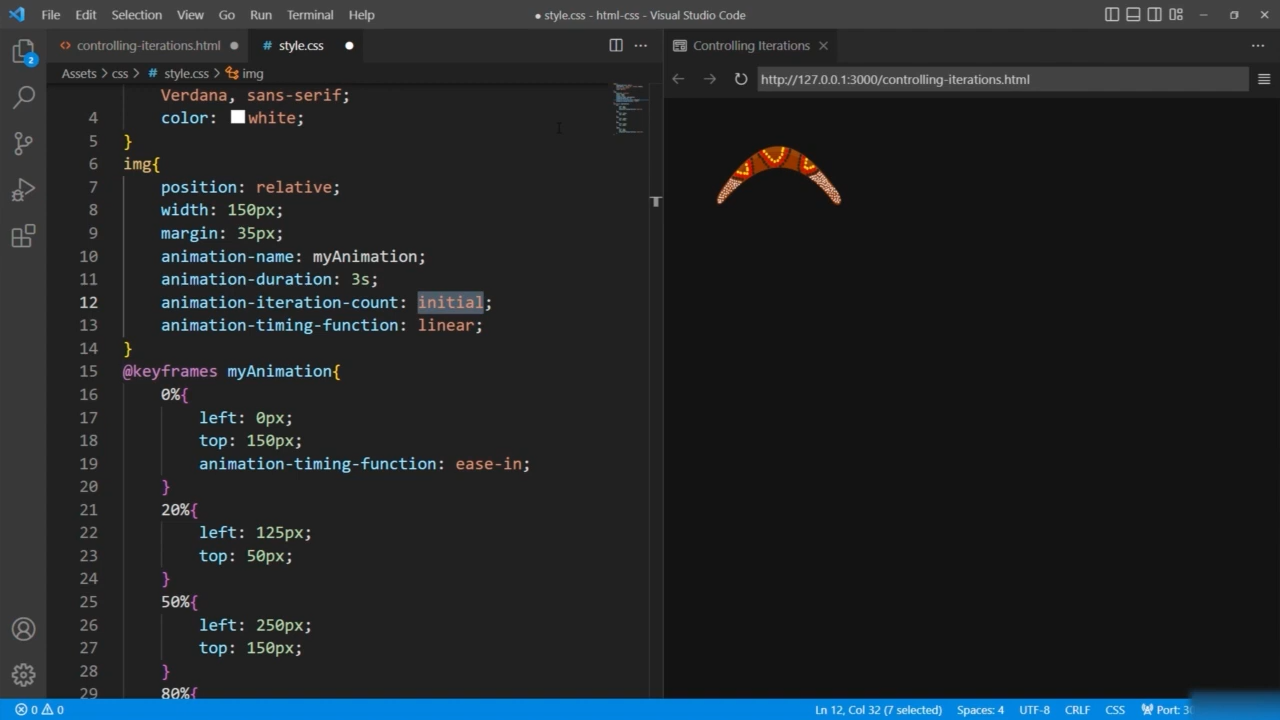 File Edit Selection View Go Run Terminal Help
● style.css - html-css - Visual Studio Code
controlling-iterations.html
# style.css
Controlling Iterations
Assets > css > # style.css > img
http://127.0.0.1:3000/controlling-iterations.html
2
Verdana, sans-serif;
4 color: white;
5 }
6 img{
7 position: relative;
8 width: 150px;
9 margin: 35px;
10 animation-name: myAnimation;
11 animation-duration: 3s;
12 animation-iteration-count: initial;
13 animation-timing-function: linear;
14 }
15 @keyframes myAnimation{
16 0%{
17 left: 0px;
18 top: 150px;
19 animation-timing-function: ease-in;
20 }
21 20%{
22 left: 125px;
23 top: 50px;
24 }
25 50%{
26 left: 250px;
27 top: 150px;
28 }
29 80%{
0 0
Ln 12, Col 32 (7 selected) Spaces: 4 UTF-8 CRLF CSS Port: